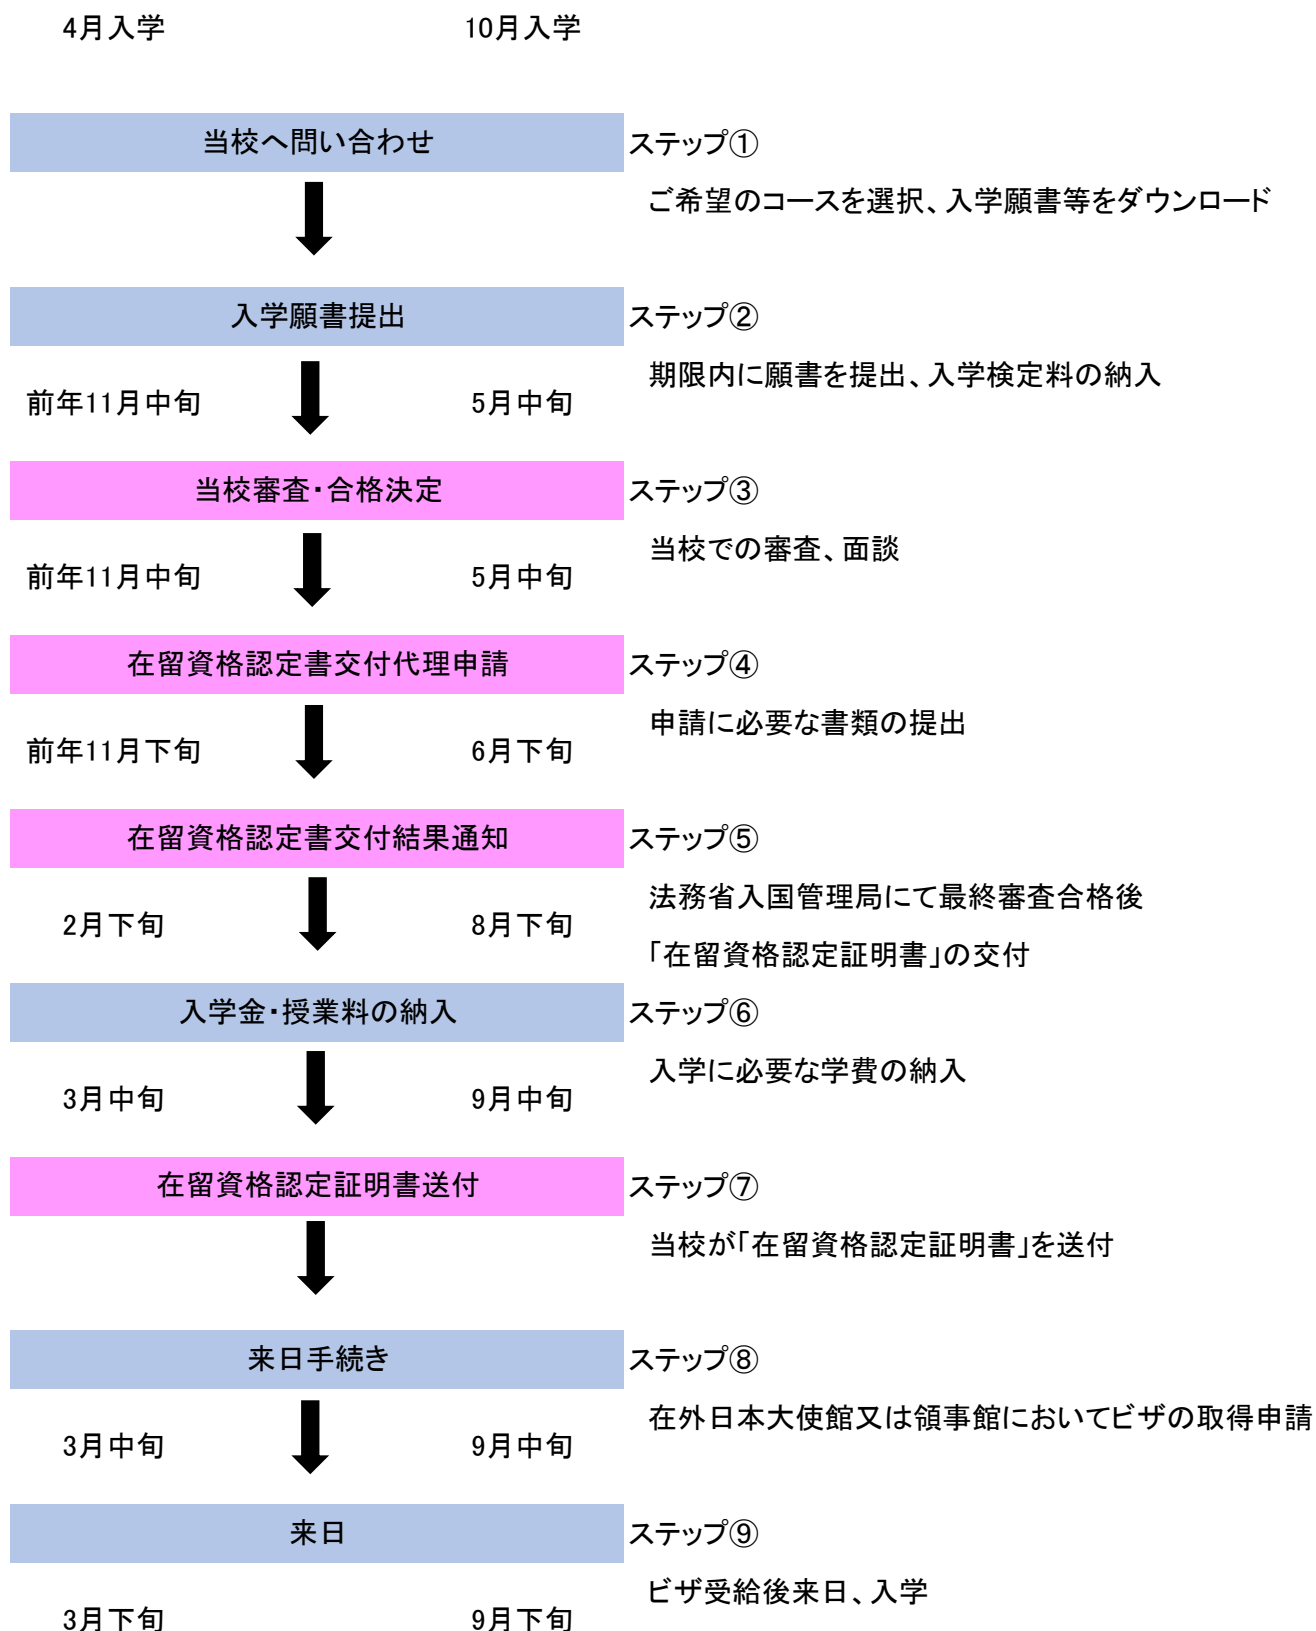 4月入学 10月入学
当校へ問い合わせ ステップ①
ご希望のコースを選択、入学願書等をダウンロード
入学願書提出 ステップ②
期限内に願書を提出、入学検定料の納入
前年11月中旬 5月中旬
当校審査・合格決定 ステップ③
当校での審査、面談
前年11月中旬 5月中旬
在留資格認定書交付代理申請 ステップ④
申請に必要な書類の提出
前年11月下旬 6月下旬
在留資格認定書交付結果通知 ステップ⑤
法務省入国管理局にて最終審査合格後
2月下旬 8月下旬
「在留資格認定証明書」の交付
入学金・授業料の納入 ステップ⑥
入学に必要な学費の納入
3月中旬 9月中旬
在留資格認定証明書送付 ステップ⑦
当校が「在留資格認定証明書」を送付
来日手続き ステップ⑧
在外日本大使館又は領事館においてビザの取得申請
3月中旬 9月中旬
来日 ステップ⑨
ビザ受給後来日、入学
3月下旬 9月下旬